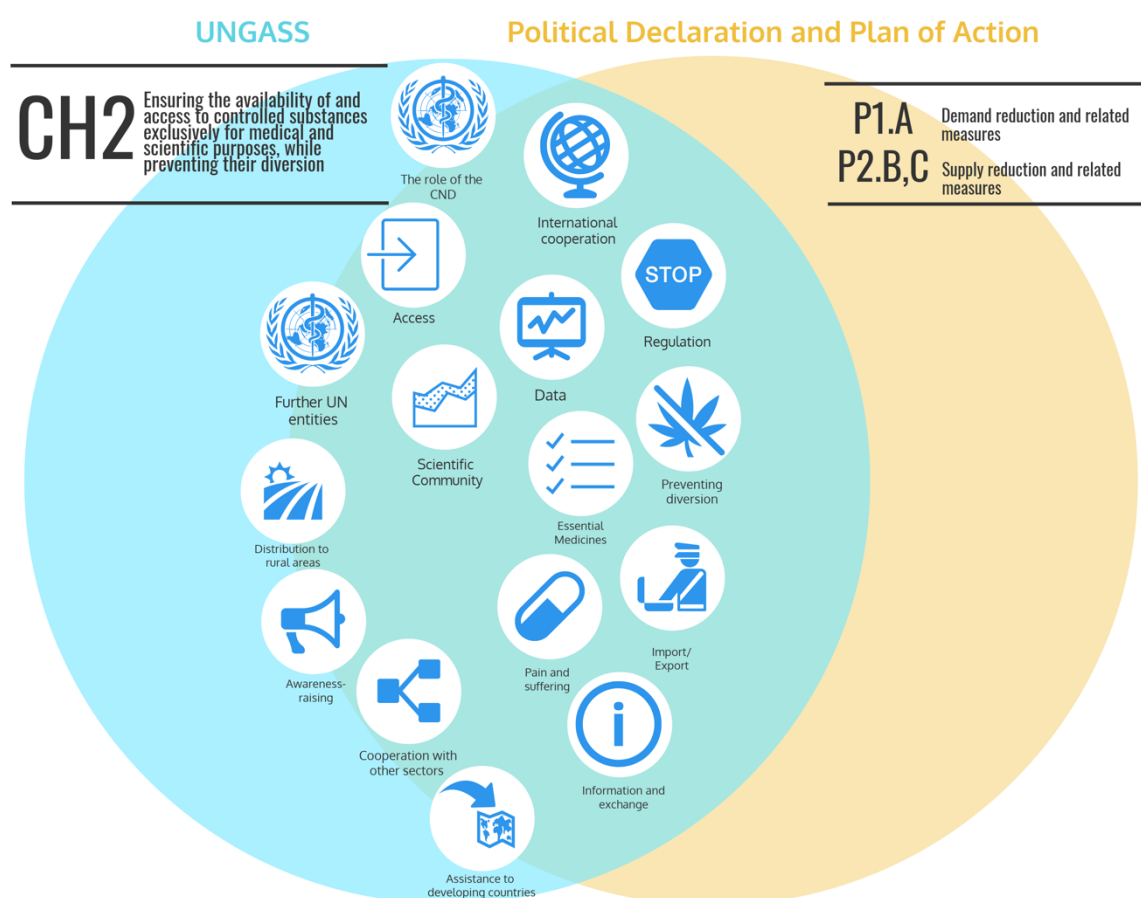 UNGASS
Political Declaration and Plan of Action
CH2
Ensuring the availability of and
access to controlled substances
exclusively for medical and
scientific purposes, while
preventing their diversion
P1.A
Demand reduction and related
measures
P2.B,C
Supply reduction and related
measures
The role of the
CND
International
cooperation
Access
STOP
Regulation
Further UN
entities
Data
Scientific
Community
Preventing
diversion
Essential
Medicines
Distribution to
rural areas
Import/
Export
Pain and
suffering
Awareness-
raising
Cooperation with
other sectors
Information and
exchange
Assistance to
developing countries